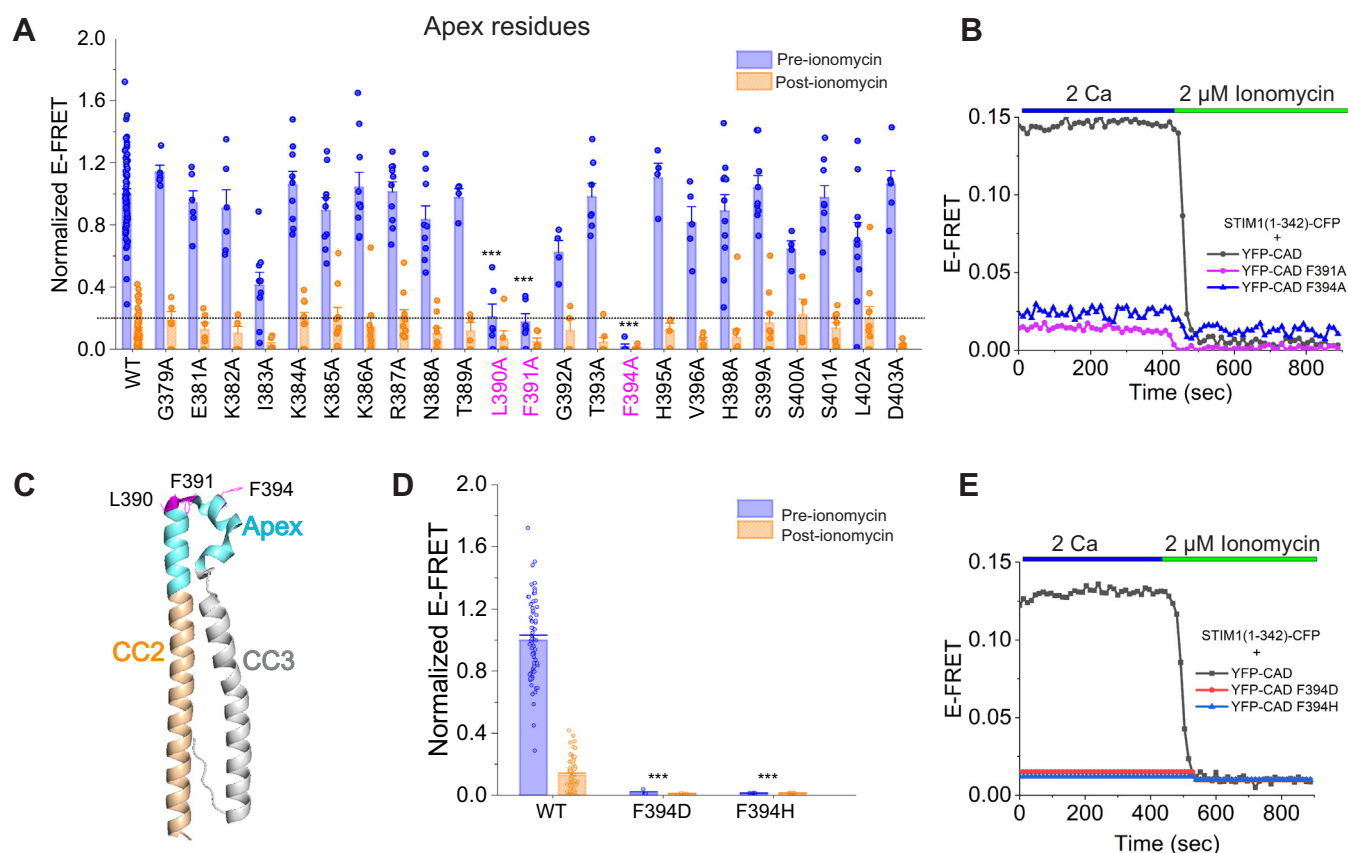 A
Apex residues
Normalized E-FRET
2.0
1.6
1.2
0.8
0.4
0.0
Pre-ionomycin
Post-ionomycin
***
***
***
WT
G379A
E381A
K382A
I383A
K384A
K385A
K386A
R387A
N388A
T389A
L390A
F391A
G392A
T393A
F394A
H395A
V396A
H398A
S399A
S400A
S401A
L402A
D403A
B
2 Ca
2 µM Ionomycin
E-FRET
0.15
0.10
0.05
0.00
STIM1(1-342)-CFP
+
YFP-CAD
YFP-CAD F391A
YFP-CAD F394A
0
200
400
600
800
Time (sec)
C
L390
F391
F394
Apex
CC2
CC3
D
Normalized E-FRET
2.0
1.6
1.2
0.8
0.4
0.0
Pre-ionomycin
Post-ionomycin
***
***
WT
F394D
F394H
E
2 Ca
2 µM Ionomycin
E-FRET
0.15
0.10
0.05
0.00
STIM1(1-342)-CFP
+
YFP-CAD
YFP-CAD F394D
YFP-CAD F394H
0
200
400
600
800
Time (sec)